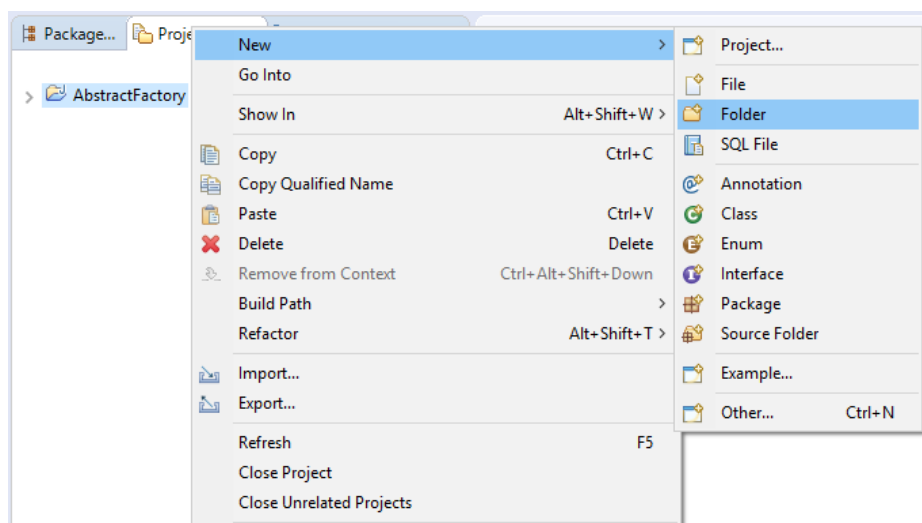 Package...
New
Project...
Go Into
File
AbstractFactory
Show In Alt+Shift+W
Folder
Copy Ctrl+C
SQL File
Copy Qualified Name
Annotation
Paste Ctrl+V
Class
Delete Delete
Enum
Remove from Context Ctrl+Alt+Shift+Down
Interface
Build Path
Package
Refactor Alt+Shift+T
Source Folder
Import...
Example...
Export...
Other... Ctrl+N
Refresh F5
Close Project
Close Unrelated Projects